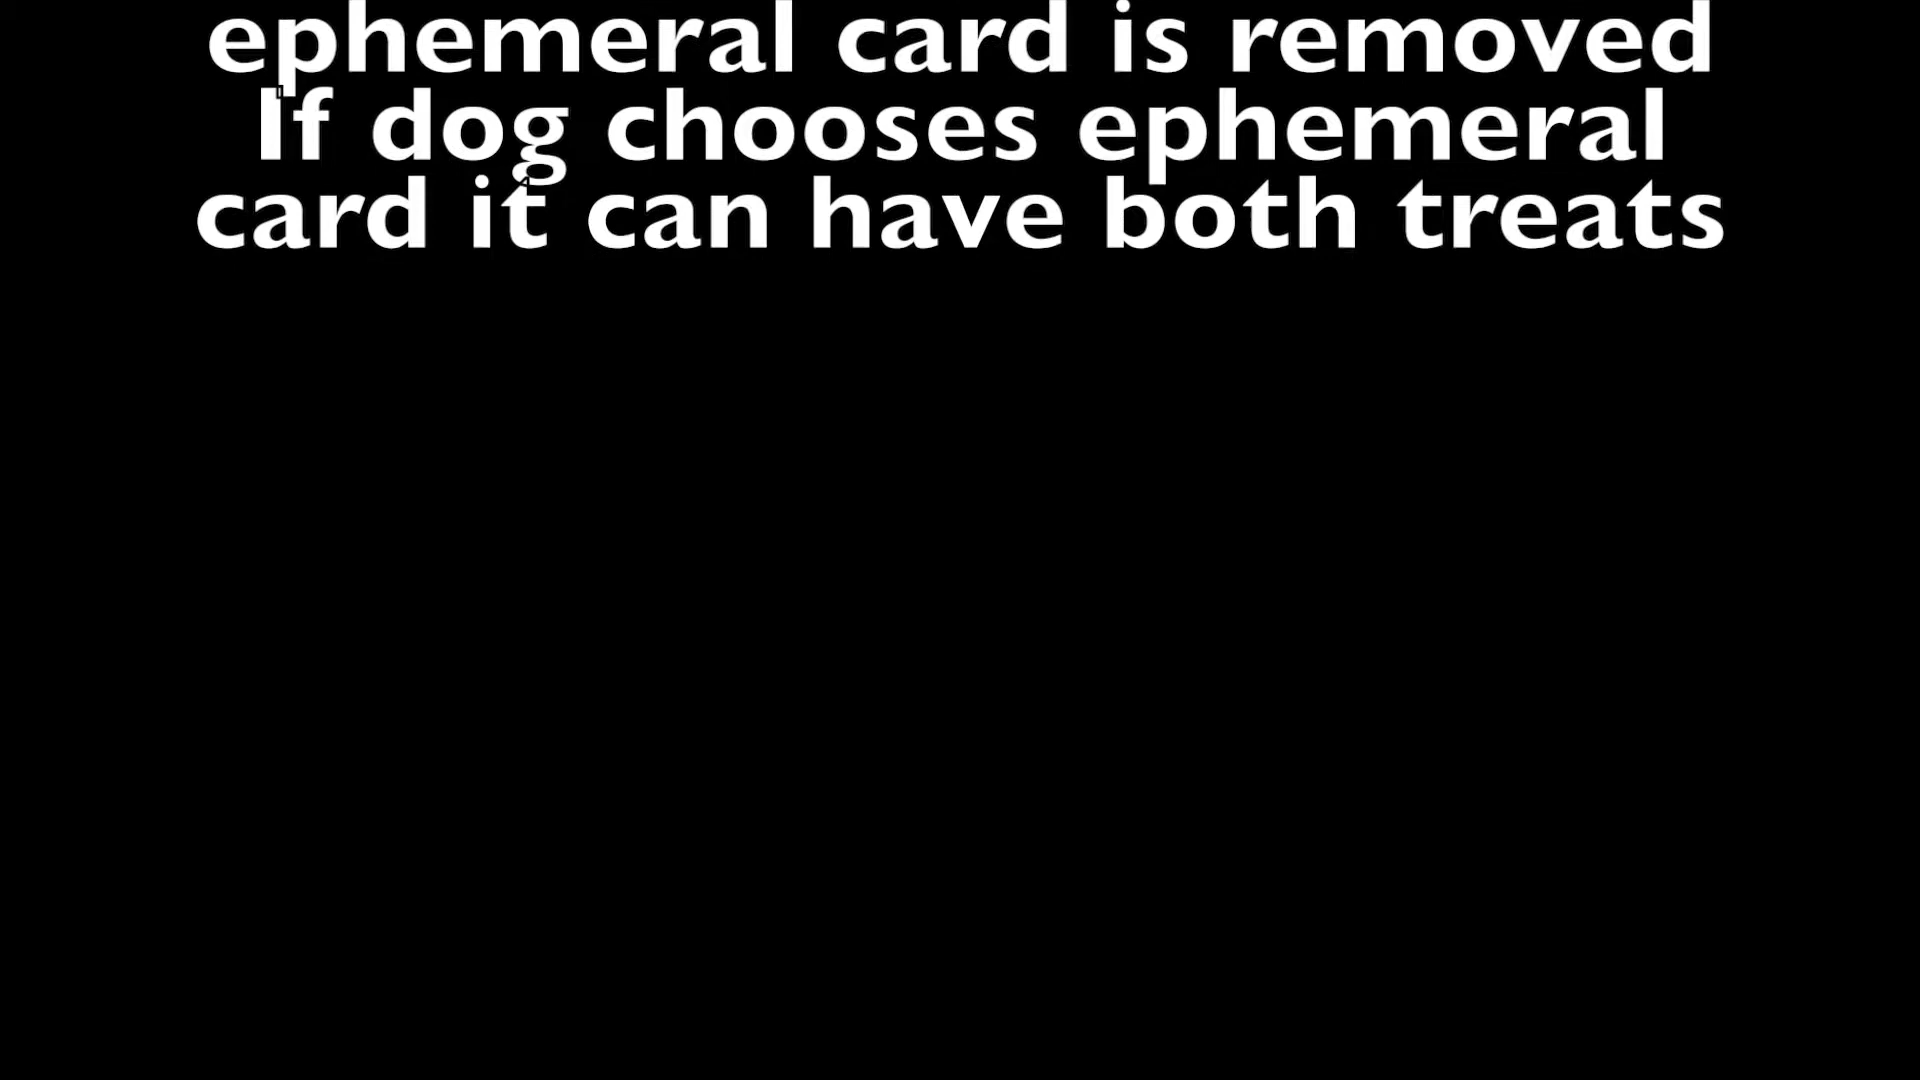 ephemeral card is removed
If dog chooses ephemeral
card it can have both treats